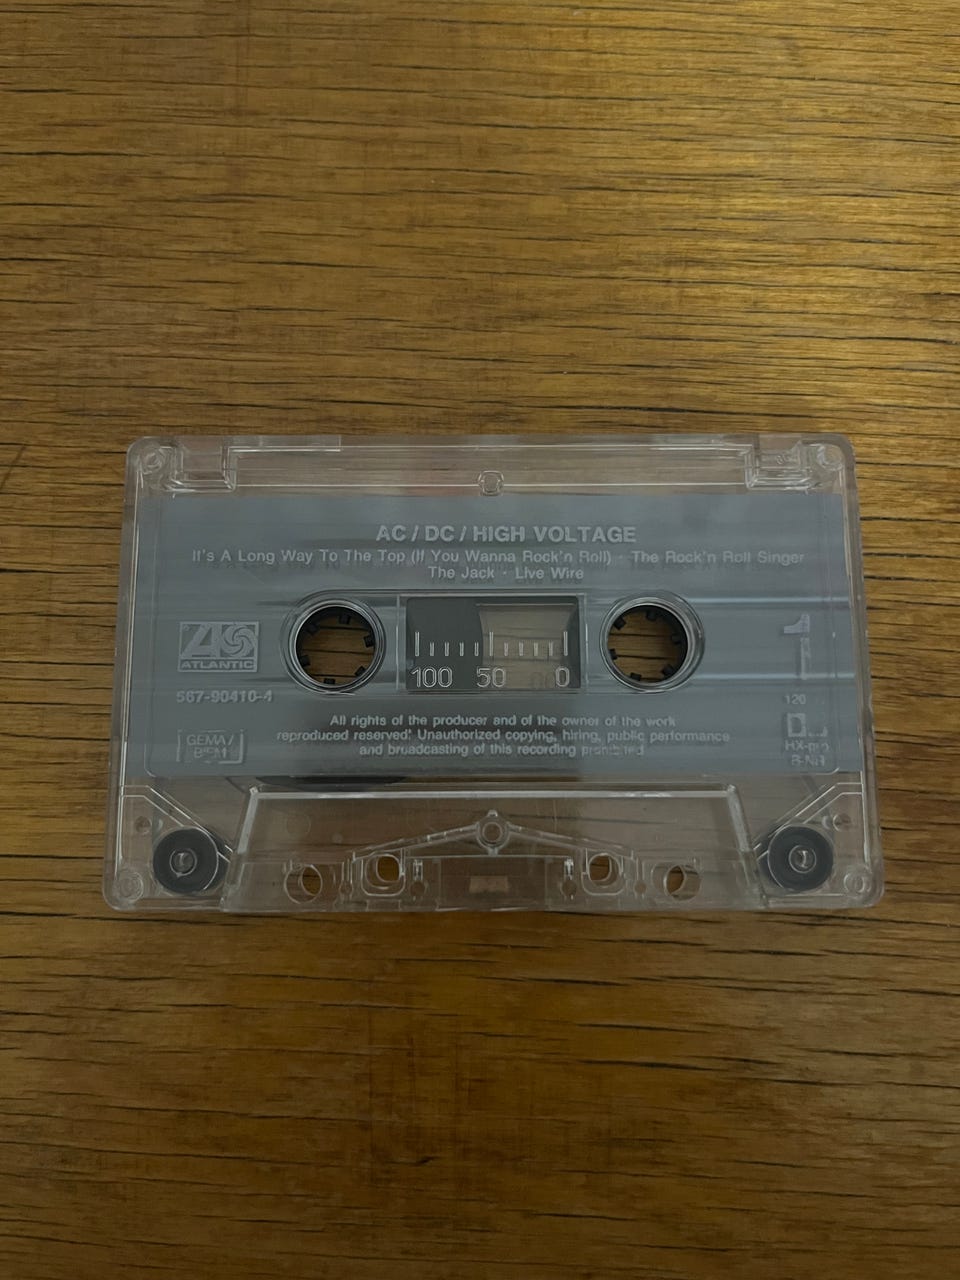 AC / DC / HIGH VOLTAGE
It's A Long Way To The Top (If You Wanna Rock'n Roll) · The Rock'n Roll Singer
The Jack · Live Wire
ATLANTIC
567-90410-4
GEMA/
BIEM
100 50 0
1
120
HX-PRO
B-NR
All rights of the producer and of the owner of the work
reproduced reserved! Unauthorized copying, hiring, public performance
and broadcasting of this recording prohibited